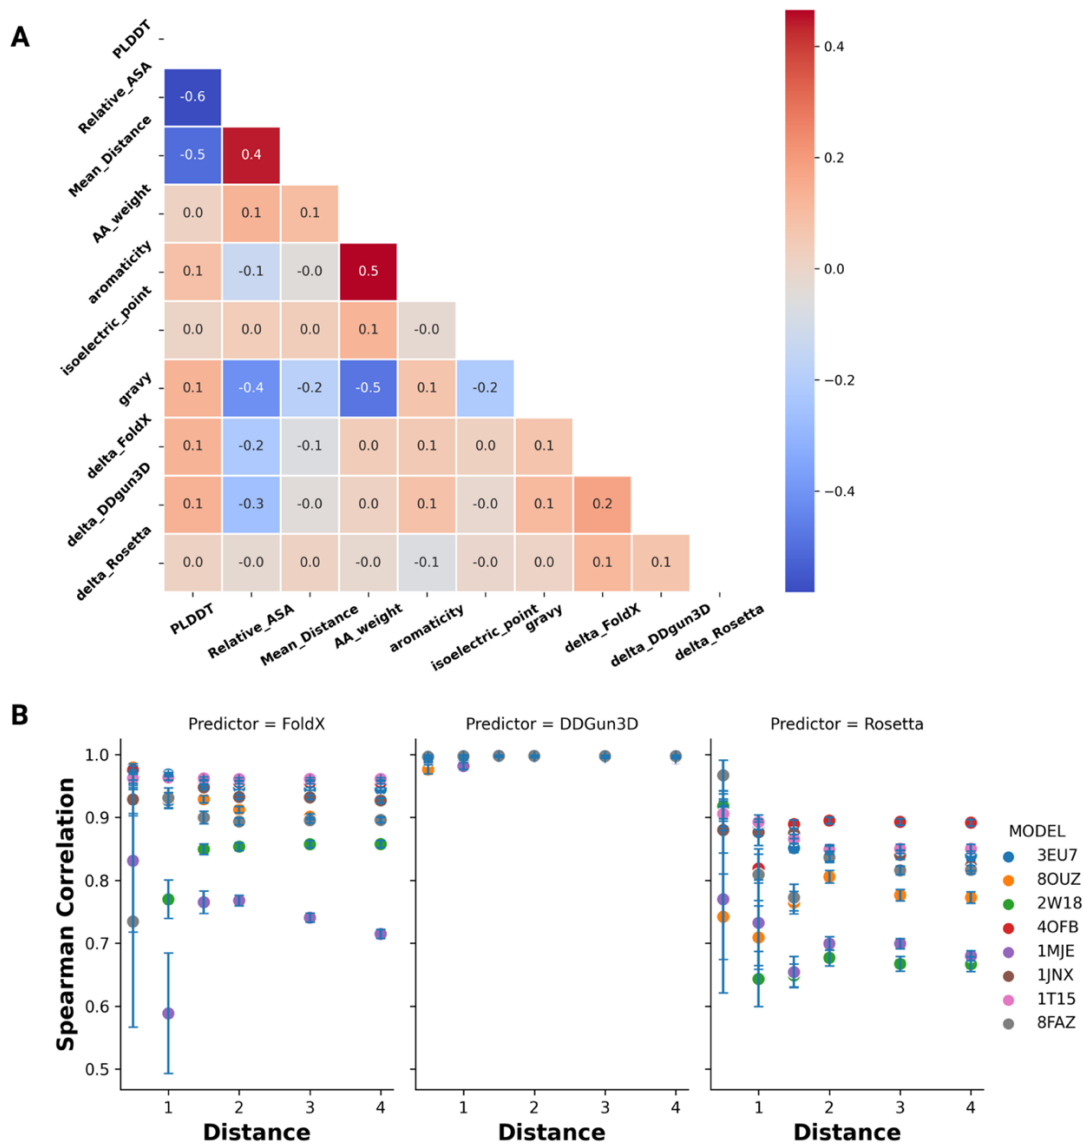 A
PLDDT
Relative_ASA
-0.6
Mean_Distance
-0.5 0.4
AA_weight
0.0 0.1 0.1
aromaticity
0.1 -0.1 -0.0 0.5
isoelectric_point
0.0 0.0 0.0 0.1 -0.0
gravy
0.1 -0.4 -0.2 -0.5 0.1 -0.2
delta_FoldX
0.1 -0.2 -0.1 0.0 0.1 0.0 0.1
delta_DDgun3D
0.1 -0.3 -0.0 0.0 0.1 -0.0 0.1 0.2
delta_Rosetta
0.0 -0.0 0.0 -0.0 -0.1 -0.0 0.0 0.1 0.1
PLDDT Relative_ASA Mean_Distance AA_weight aromaticity isoelectric_point gravy delta_FoldX delta_DDgun3D delta_Rosetta
0.4
0.2
0.0
−0.2
−0.4
B
Predictor = FoldX
Predictor = DDGun3D
Predictor = Rosetta
Spearman Correlation
1.0
0.9
0.8
0.7
0.6
0.5
1 2 3 4
1 2 3 4
1 2 3 4
Distance
Distance
Distance
MODEL
3EU7
8OUZ
2W18
4OFB
1MJE
1JNX
1T15
8FAZ